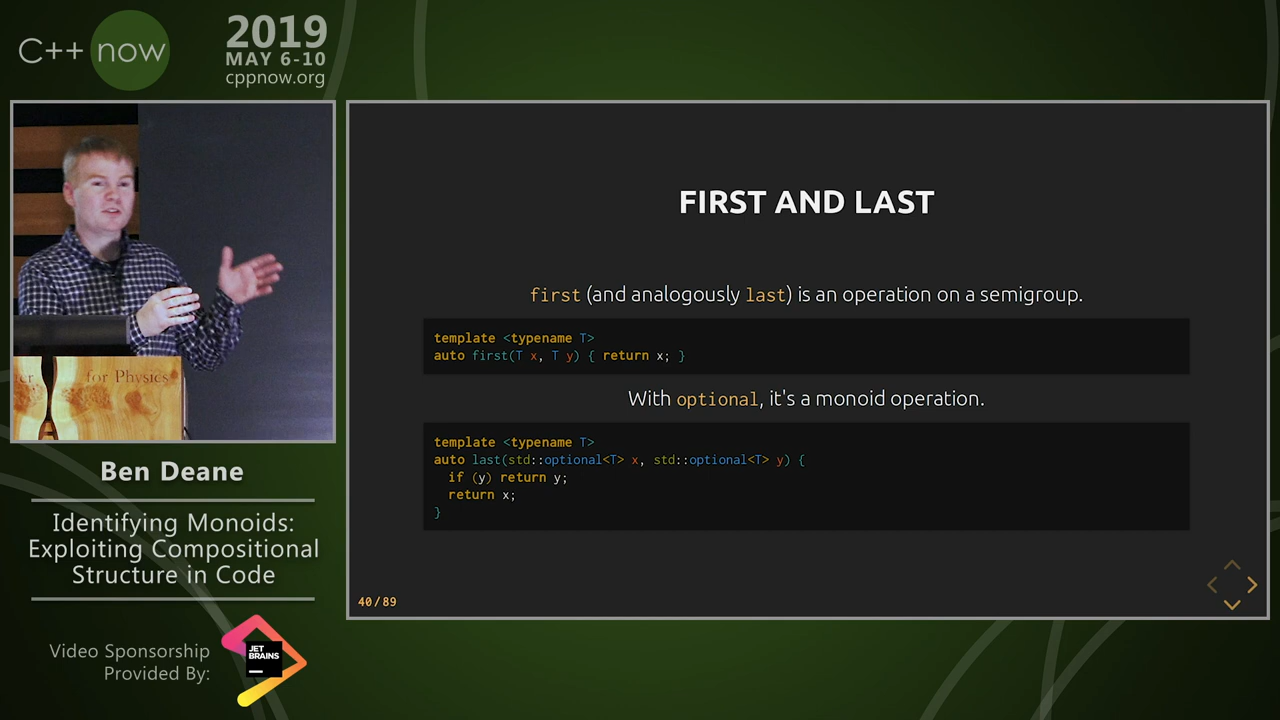 C++ now
2019
MAY 6-10
cppnow.org
for Physics
Ben Deane
Identifying Monoids:
Exploiting Compositional
Structure in Code
Video Sponsorship
Provided By:
JET
BRAINS
FIRST AND LAST
first (and analogously last) is an operation on a semigroup.
template <typename T>
auto first(T x, T y) { return x; }
With optional, it's a monoid operation.
template <typename T>
auto last(std::optional<T> x, std::optional<T> y) {
  if (y) return y;
  return x;
}
40/89